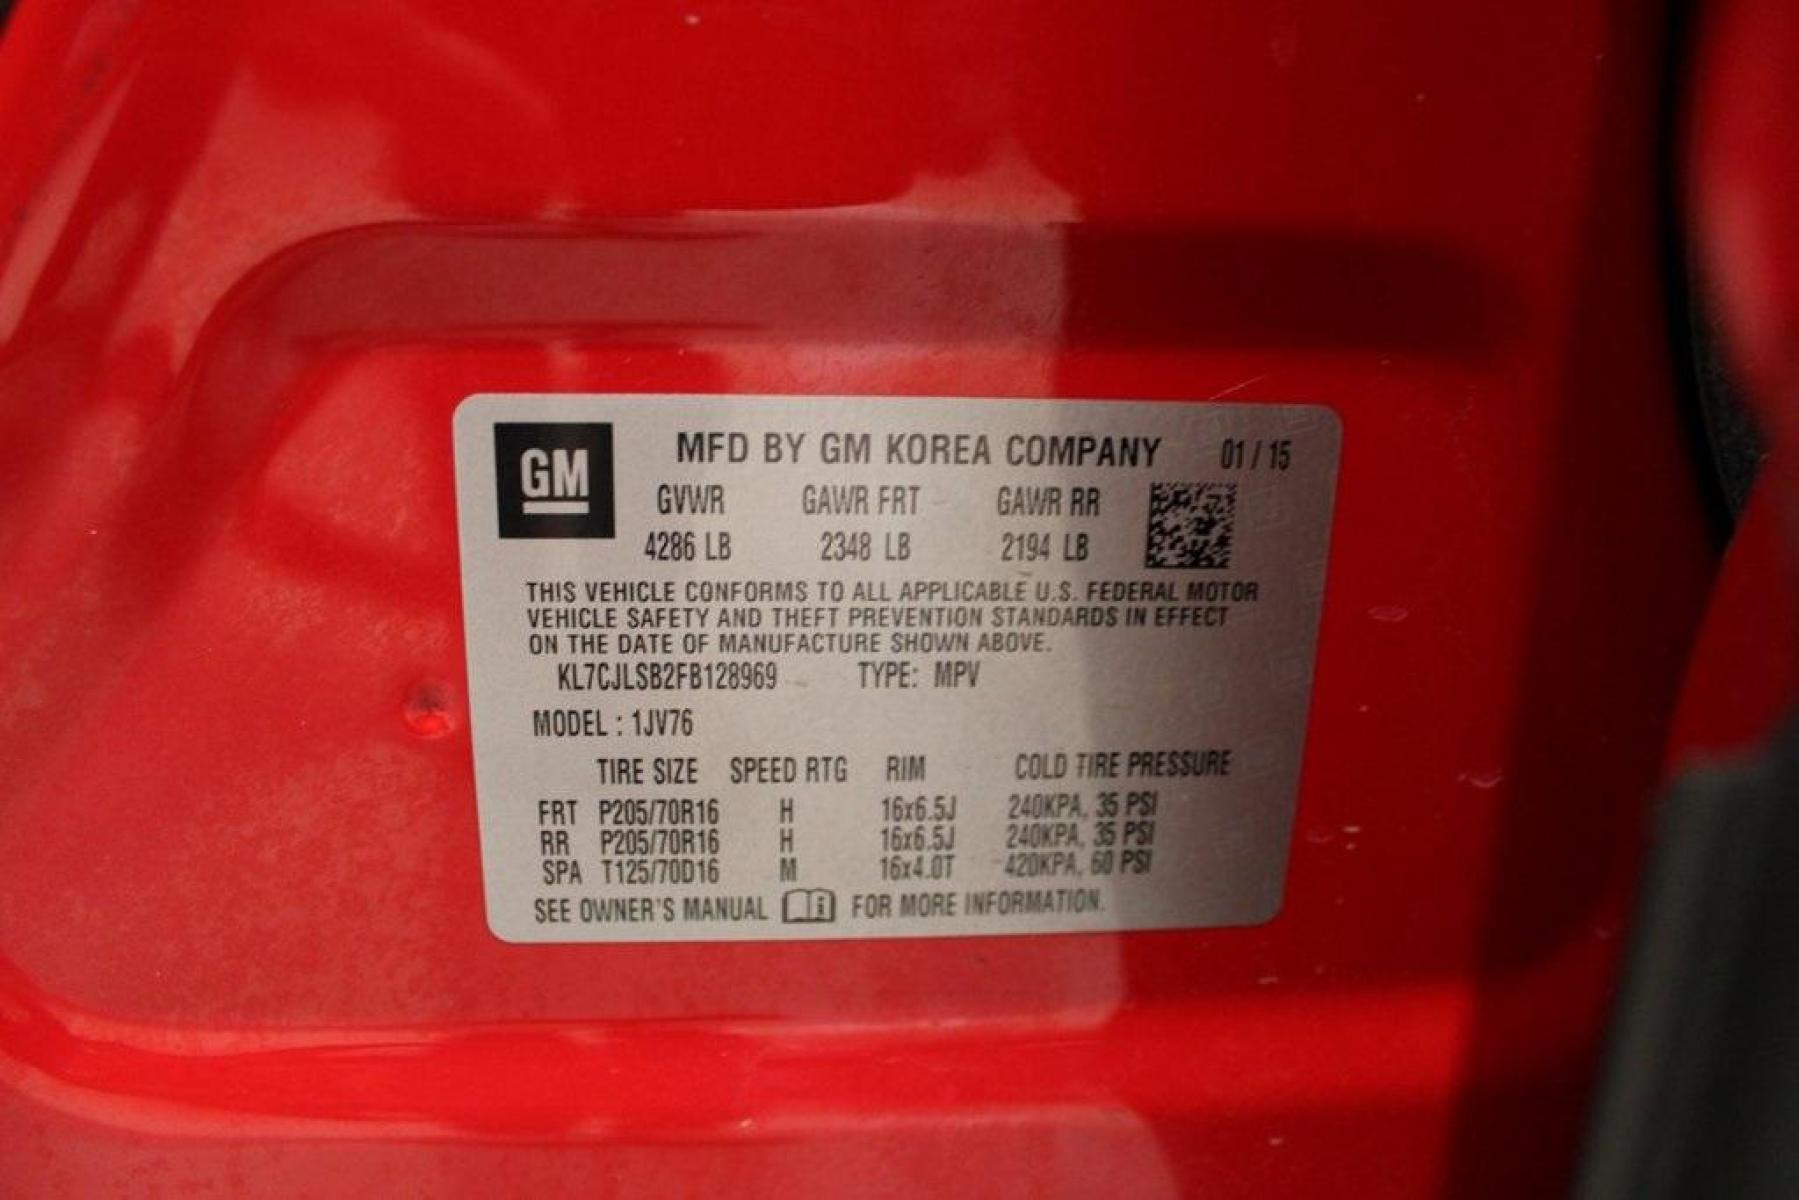 GM MFD BY GM KOREA COMPANY 01 / 15
GVWR GAWR FRT GAWR RR
4286 LB 2348 LB 2194 LB
THIS VEHICLE CONFORMS TO ALL APPLICABLE U.S. FEDERAL MOTOR
VEHICLE SAFETY AND THEFT PREVENTION STANDARDS IN EFFECT
ON THE DATE OF MANUFACTURE SHOWN ABOVE.
KL7CJLSB2FB128969 TYPE: MPV
MODEL : 1JV76
TIRE SIZE SPEED RTG RIM COLD TIRE PRESSURE
FRT P205/70R16 H 16x6.5J 240KPA, 35 PSI
RR P205/70R16 H 16x6.5J 240KPA, 35 PSI
SPA T125/70D16 M 16x4.0T 420KPA, 60 PSI
SEE OWNER'S MANUAL i FOR MORE INFORMATION.